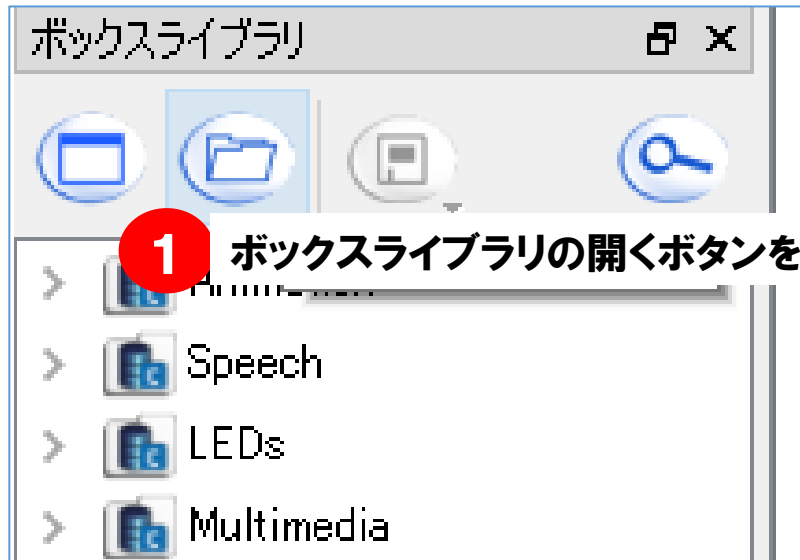 ボックスライブラリ
1 ボックスライブラリの開くボタンを
Speech
LEDs
Multimedia